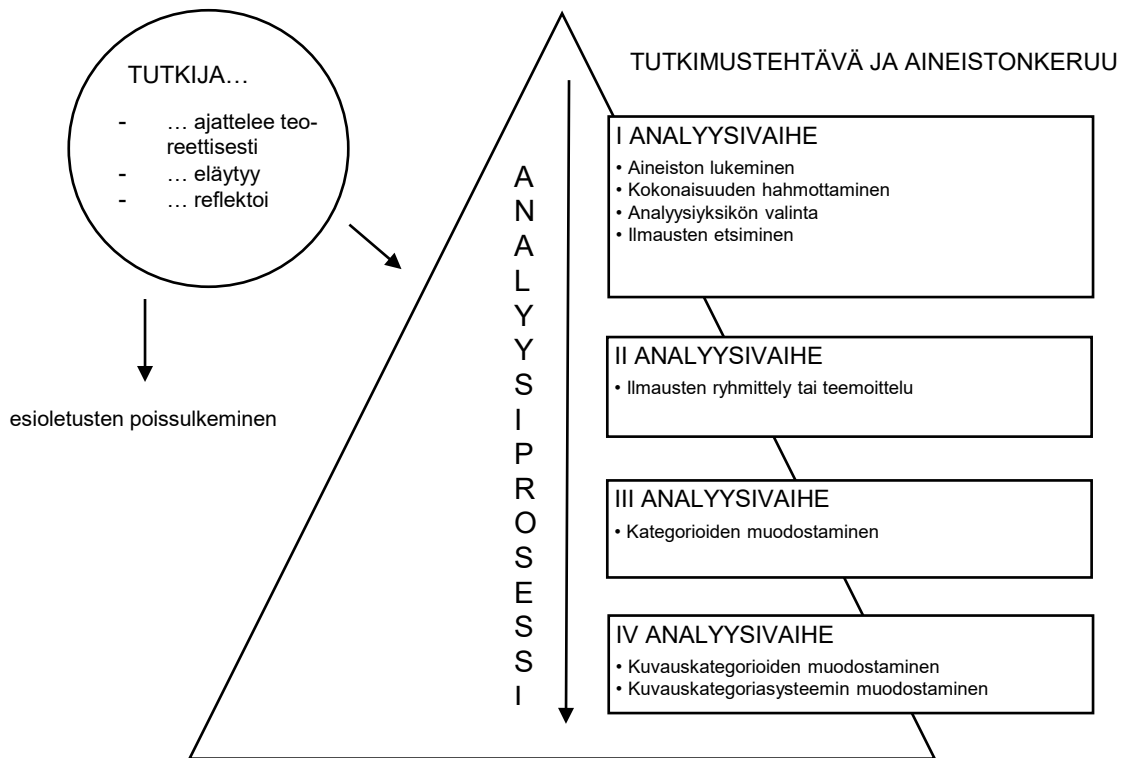 TUTKIJA…
- … ajattelee teo-
reettisesti
- … eläytyy
- … reflektoi
esioletusten poissulkeminen
ANALYYSIPROSESSI
TUTKIMUSTEHTÄVÄ JA AINEISTONKERUU
I ANALYYSIVAIHE
• Aineiston lukeminen
• Kokonaisuuden hahmottaminen
• Analyysiyksikön valinta
• Ilmausten etsiminen
II ANALYYSIVAIHE
• Ilmausten ryhmittely tai teemoittelu
III ANALYYSIVAIHE
• Kategorioiden muodostaminen
IV ANALYYSIVAIHE
• Kuvauskategorioiden muodostaminen
• Kuvauskategoriasysteemin muodostaminen